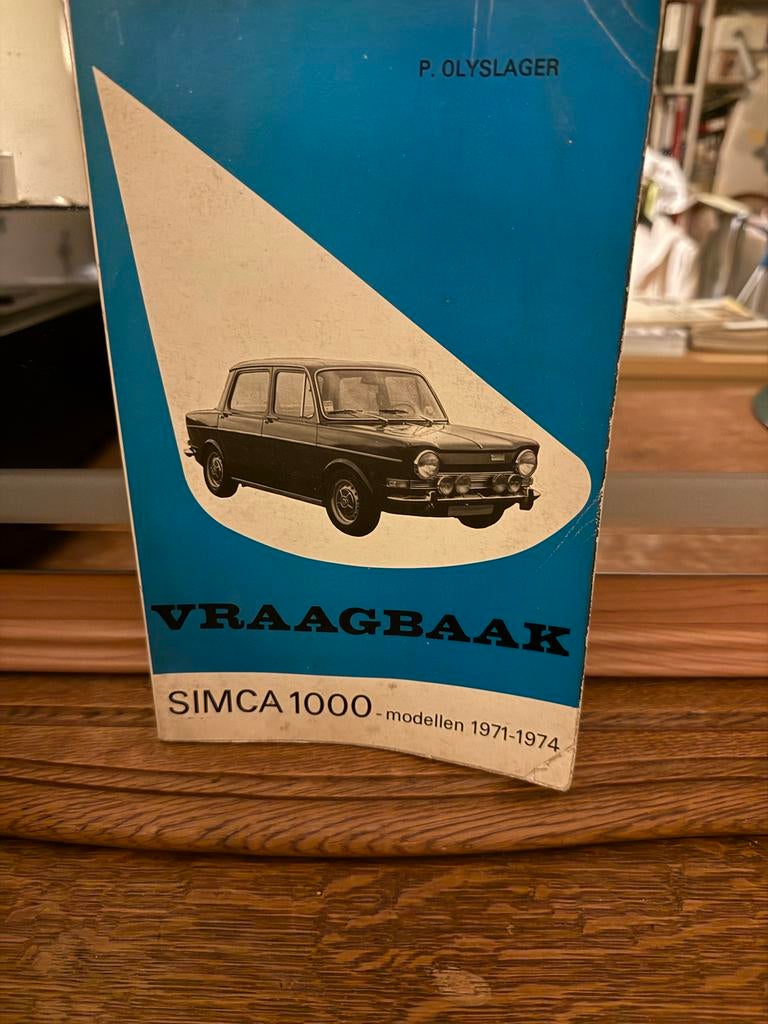 P. OLYSLAGER
VRAAGBAAK
SIMCA 1000 - modellen 1971-1974